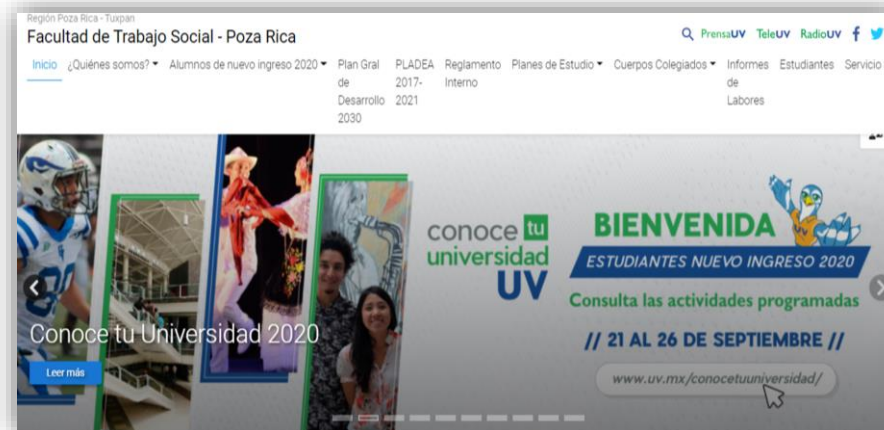 Región Poza Rica - Tuxpan
Facultad de Trabajo Social - Poza Rica
PrensaUV TeleUV RadioUV
Inicio ¿Quiénes somos? Alumnos de nuevo ingreso 2020 Plan Gral de Desarrollo 2030 PLADEA 2017-2021 Reglamento Interno Planes de Estudio Cuerpos Colegiados Informes de Labores Estudiantes Servicio
conoce tu
universidad
UV
BIENVENIDA
ESTUDIANTES NUEVO INGRESO 2020
Consulta las actividades programadas
// 21 AL 26 DE SEPTIEMBRE //
www.uv.mx/conocetuuniversidad/
UV
Conoce tu Universidad 2020
Leer más